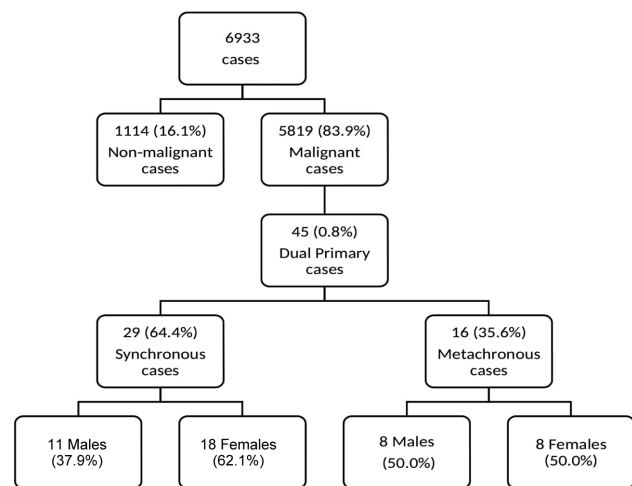 6933
cases
1114 (16.1%)
Non-malignant
cases
5819 (83.9%)
Malignant
cases
45 (0.8%)
Dual Primary
cases
29 (64.4%)
Synchronous
cases
16 (35.6%)
Metachronous
cases
11 Males
(37.9%)
18 Females
(62.1%)
8 Males
(50.0%)
8 Females
(50.0%)